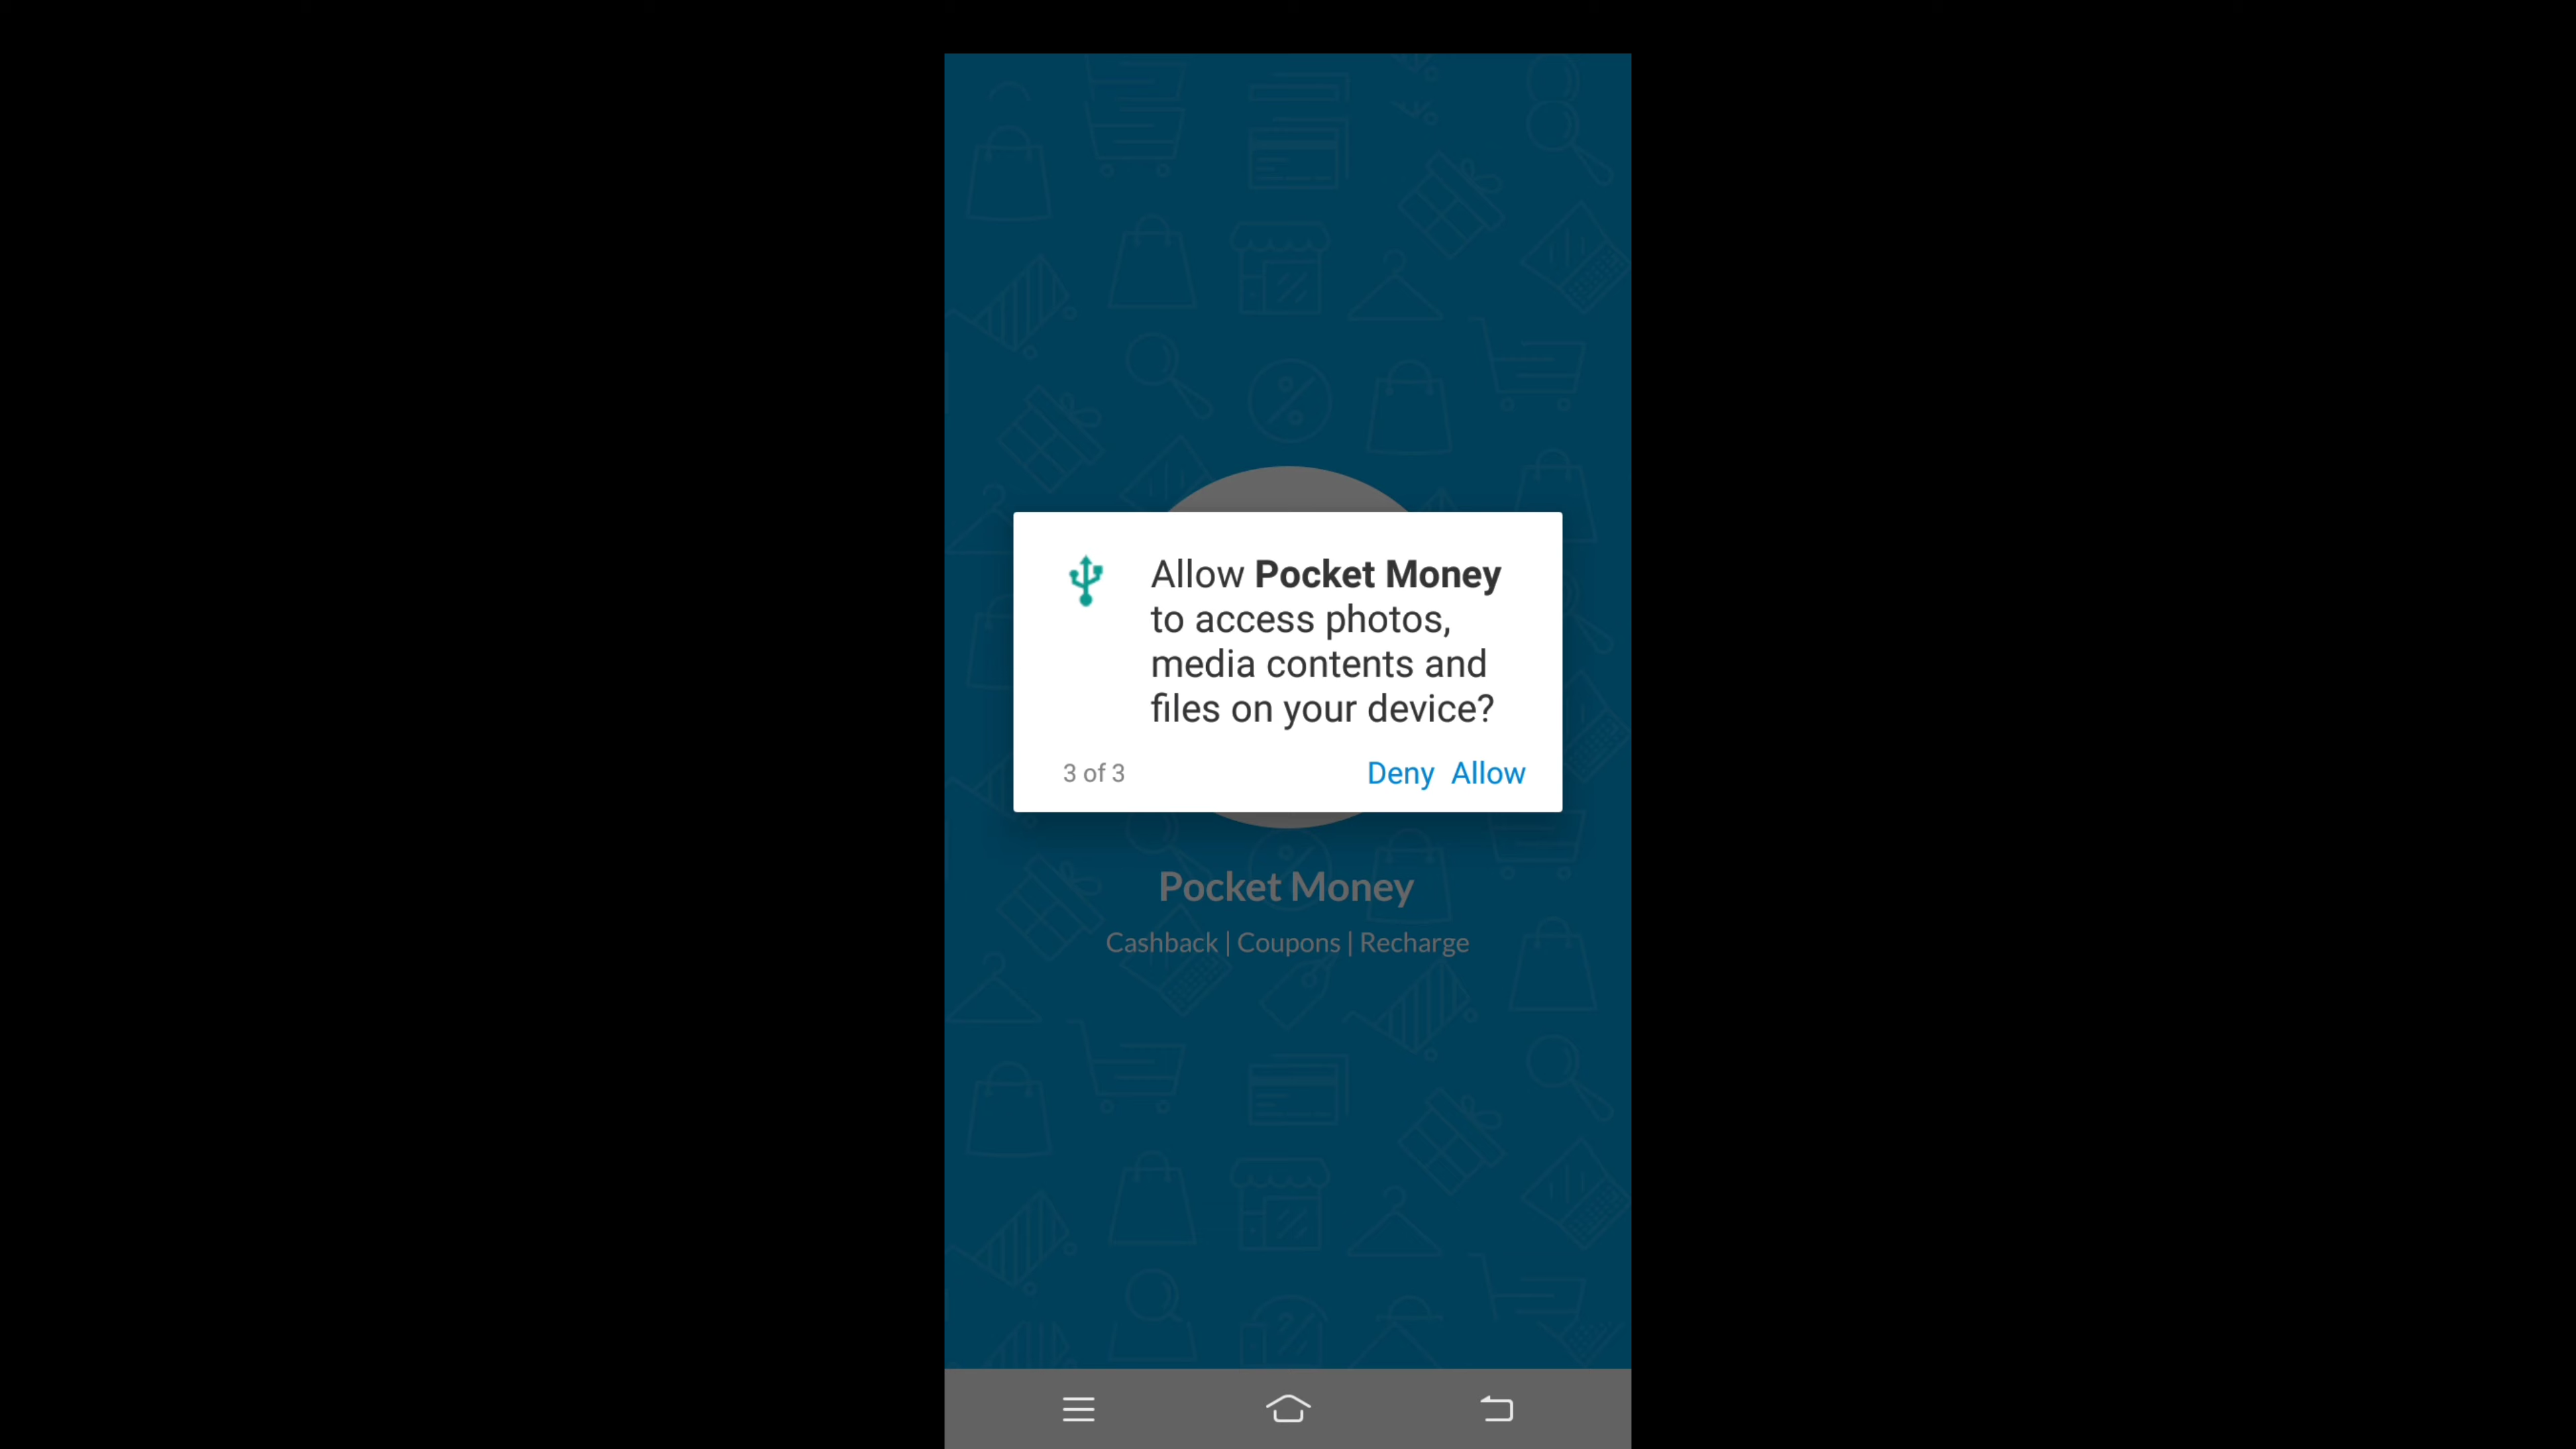 Allow Pocket Money
to access photos,
media contents and
files on your device?
3 of 3
Deny Allow
Pocket Money
Cashback | Coupons | Recharge